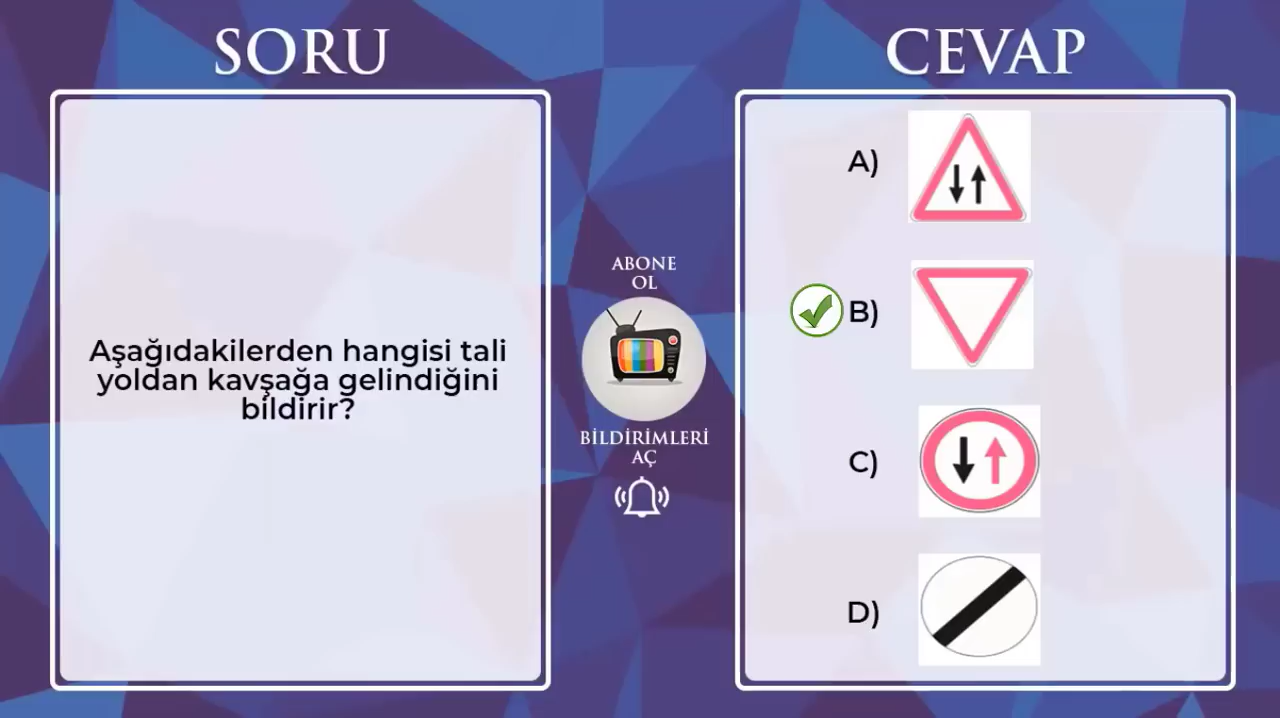 SORU
Aşağıdakilerden hangisi tali
yoldan kavşağa gelindiğini
bildirir?
ABONE
OL
BİLDİRİMLERİ
AÇ
CEVAP
A)
B)
C)
D)